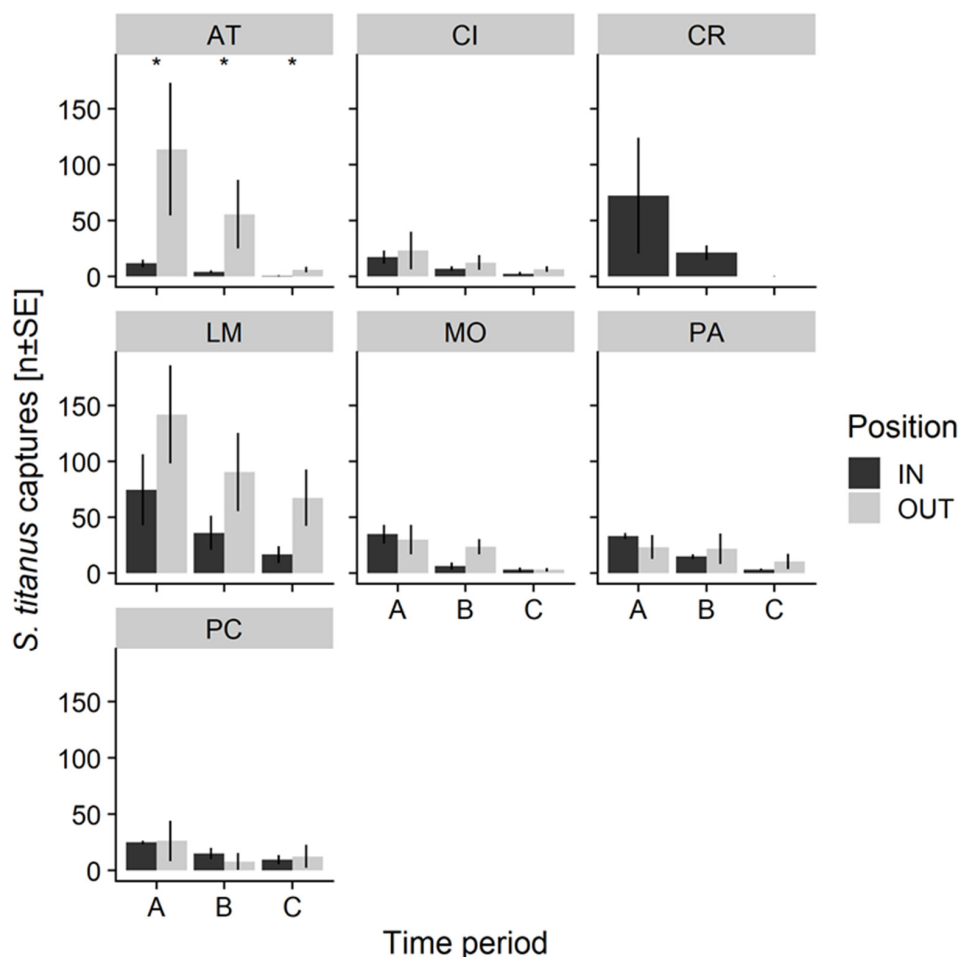 AT CI CR
* * *
150
100
50
0
LM MO PA
150
100
50
0
A B C A B C
PC
150
100
50
0
A B C
S. titanus captures [n±SE]
Time period
Position
IN
OUT